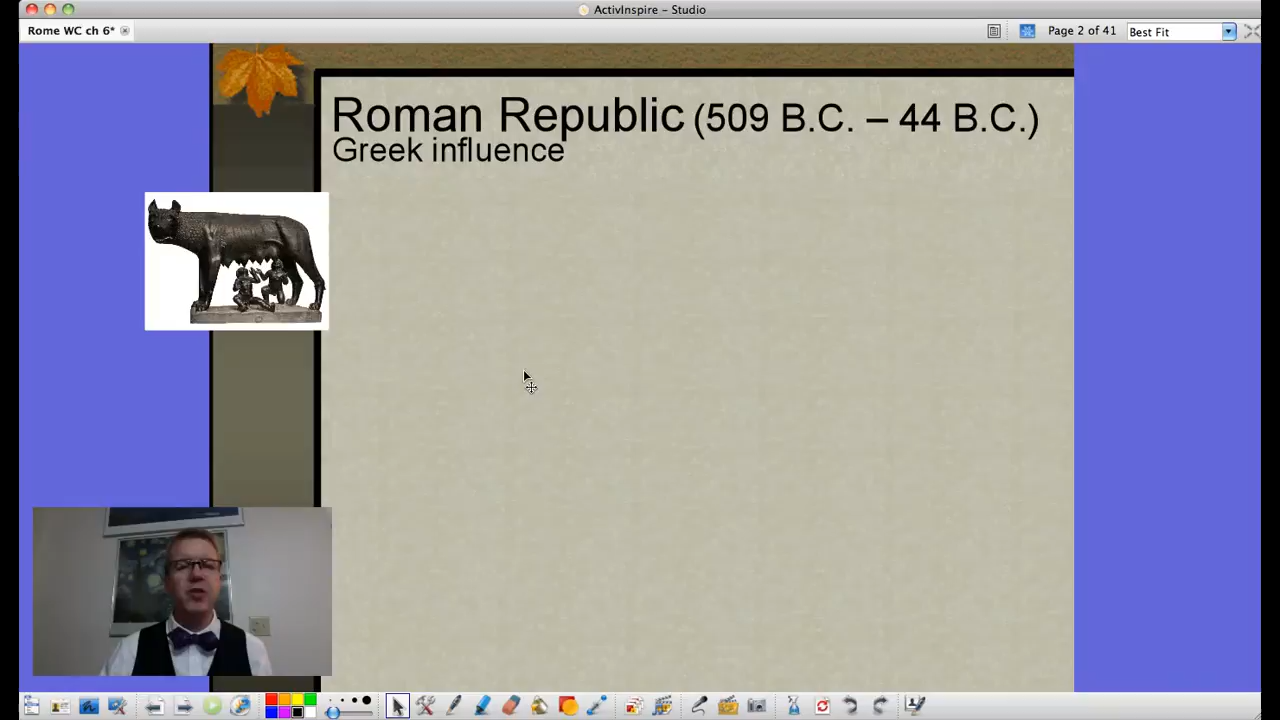 ActivInspire – Studio
Rome WC ch 6*
Page 2 of 41
Best Fit
Roman Republic (509 B.C. – 44 B.C.)
Greek influence